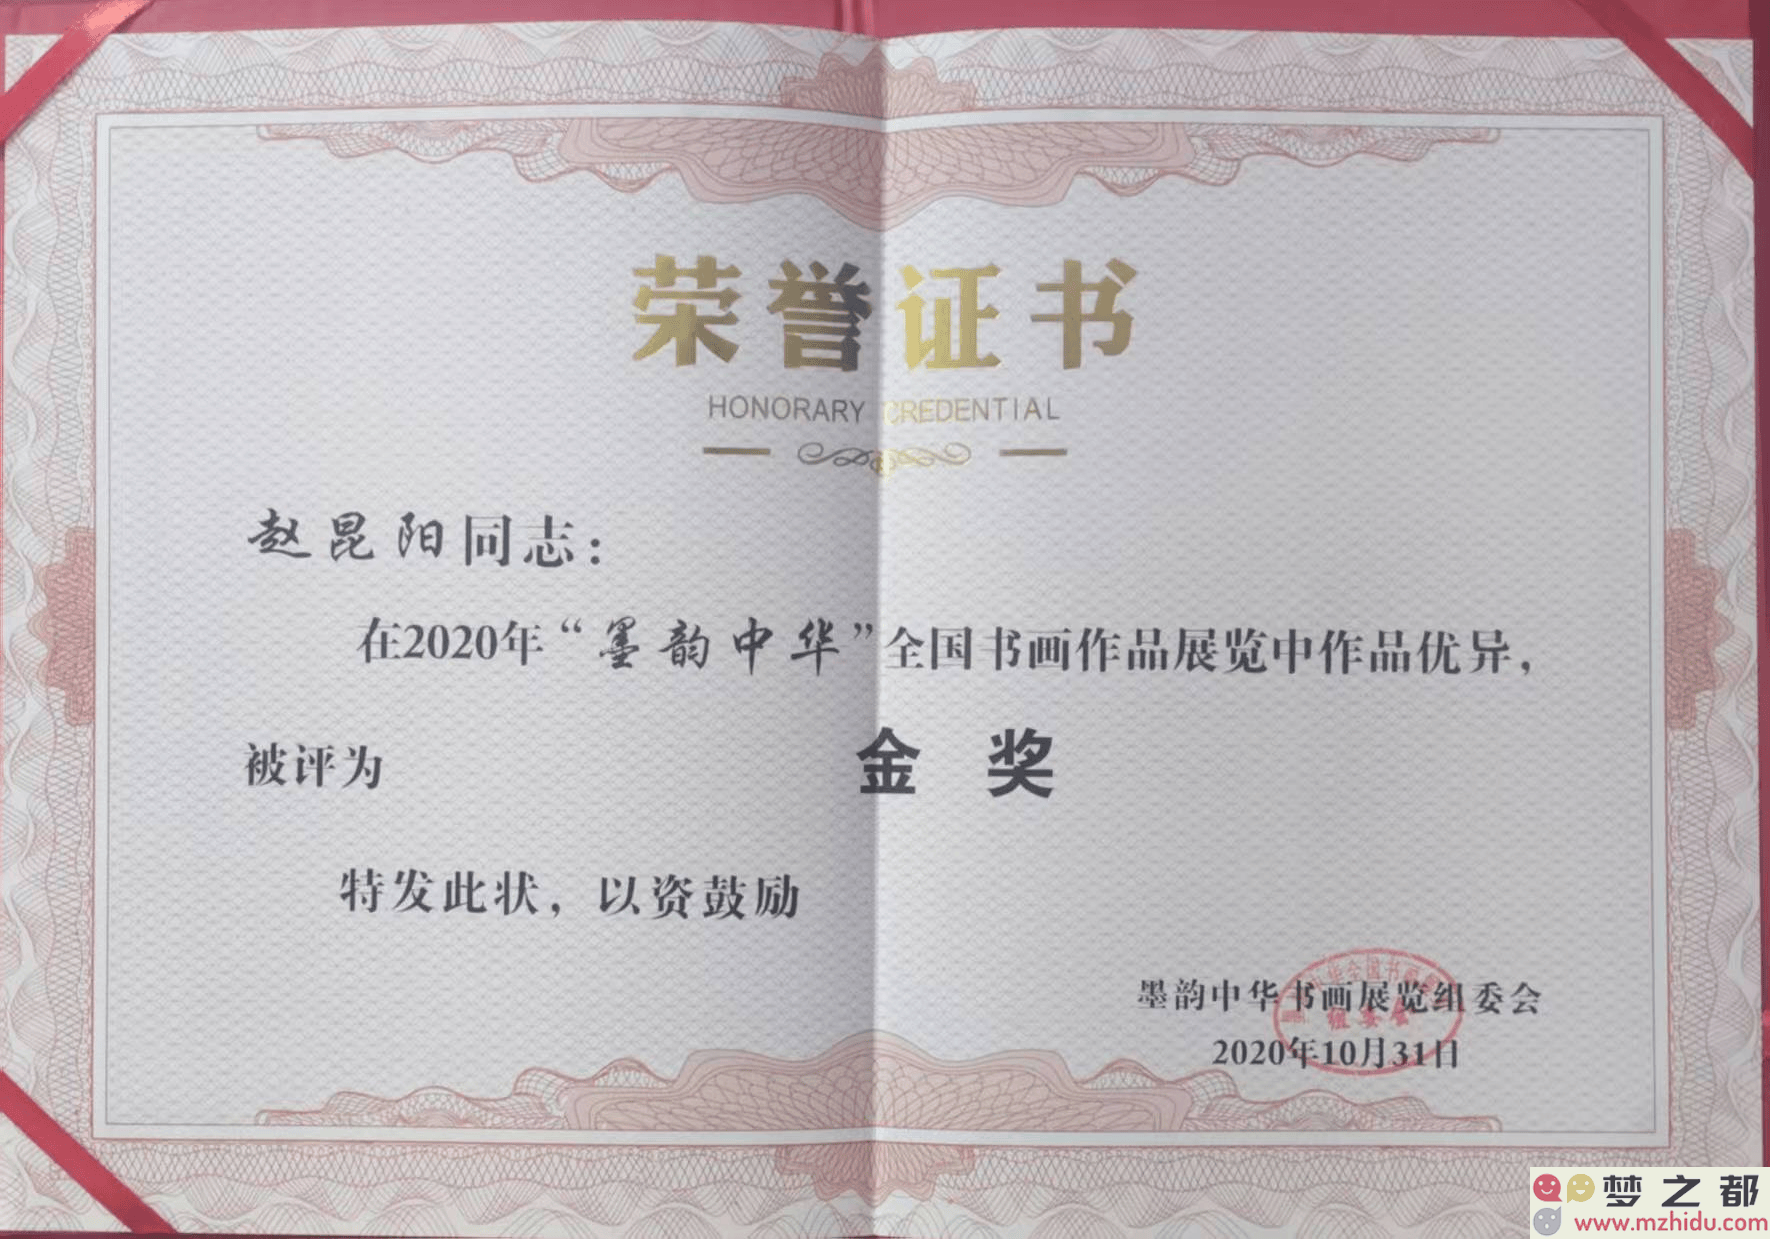 荣誉证书
HONORARY CREDENTIAL
赵昆阳同志：
在2020年“墨韵中华”全国书画作品展览中作品优异，
被评为 金 奖
特发此状，以资鼓励
墨韵中华书画展览组委会
2020年10月31日
组委会
梦之都
www.mzhidu.com